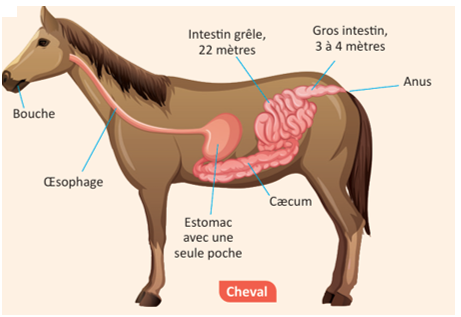 Intestin grêle,
22 mètres
Gros intestin,
3 à 4 mètres
Anus
Bouche
Œsophage
Cæcum
Estomac
avec une
seule poche
Cheval